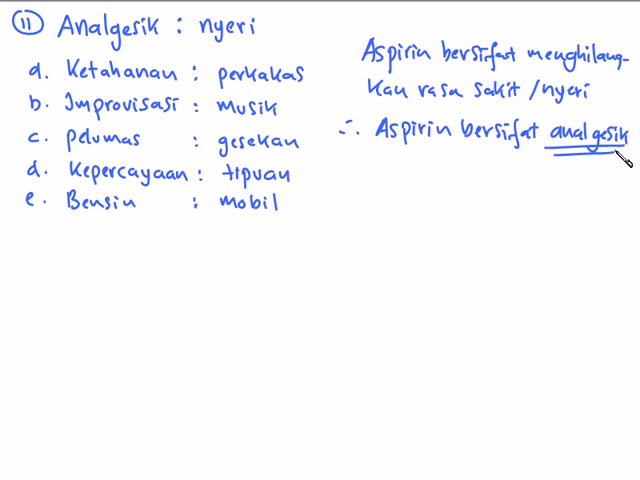 11 Analgesik : nyeri
a. Ketahanan : perkakas
b. Improvisasi : musik
c. pelumas : gesekan
d. Kepercayaan : tipuan
e. Bensin : mobil
Aspirin bersifat menghilang-
kan rasa sakit/nyeri
∴ Aspirin bersifat analgesik